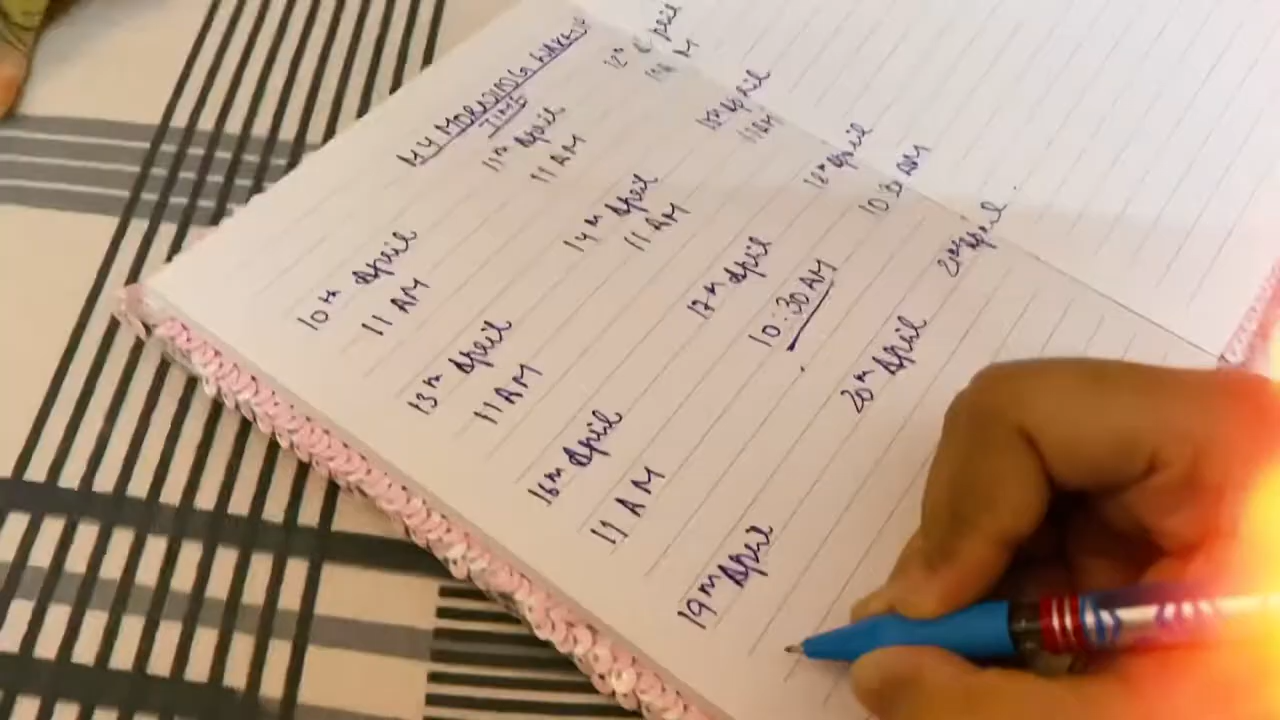 MY MORNING WAKE
TIME
10th April
11 AM
11th April
11 AM
12th April
11 AM
13th April
11 AM
14th April
11 AM
15th April
11 AM
16th April
11 AM
17th April
10:30 AM
18th April
10:30 AM
19th April
20th April
April